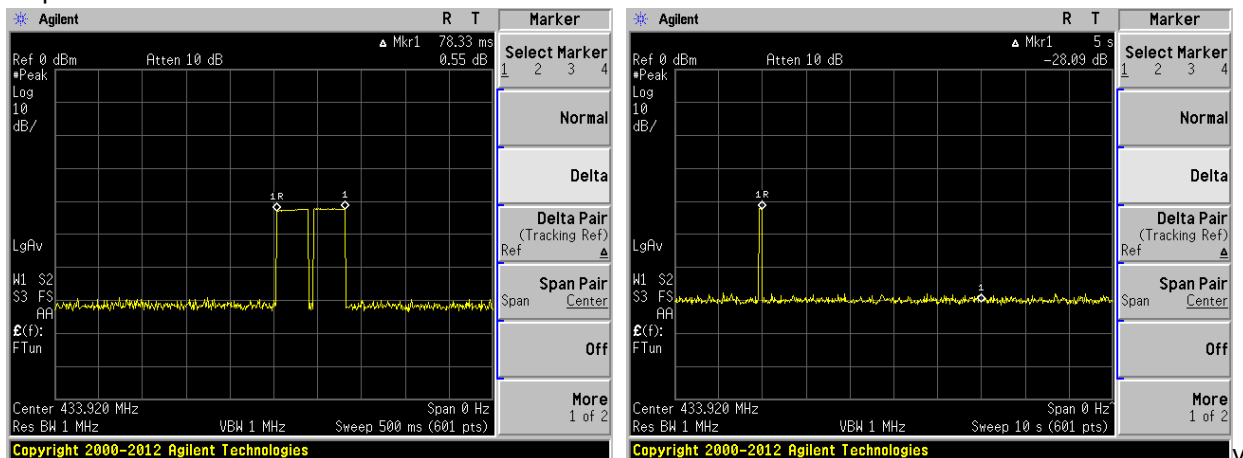 Agilent R T Marker
Δ Mkr1 78.33 ms
Ref 0 dBm Atten 10 dB 0.55 dB
#Peak
Log
10
dB/
1R 1
LgAv
W1 S2
S3 FS
AA
£(f):
FTun
Center 433.920 MHz Span 0 Hz
Res BW 1 MHz VBW 1 MHz Sweep 500 ms (601 pts)
Copyright 2000-2012 Agilent Technologies
Select Marker
1 2 3 4
Normal
Delta
Delta Pair
(Tracking Ref)
Ref Δ
Span Pair
Span Center
Off
More
1 of 2
Agilent R T Marker
Δ Mkr1 5 s
Ref 0 dBm Atten 10 dB -28.09 dB
#Peak
Log
10
dB/
1R
1
LgAv
W1 S2
S3 FS
AA
£(f):
FTun
Center 433.920 MHz Span 0 Hz^
Res BW 1 MHz VBW 1 MHz Sweep 10 s (601 pts)
Copyright 2000-2012 Agilent Technologies
Select Marker
1 2 3 4
Normal
Delta
Delta Pair
(Tracking Ref)
Ref Δ
Span Pair
Span Center
Off
More
1 of 2